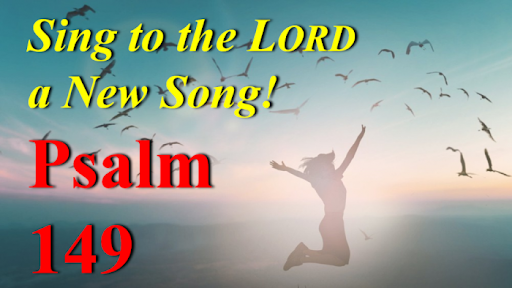 Sing to the LORD
a New Song!
Psalm
149